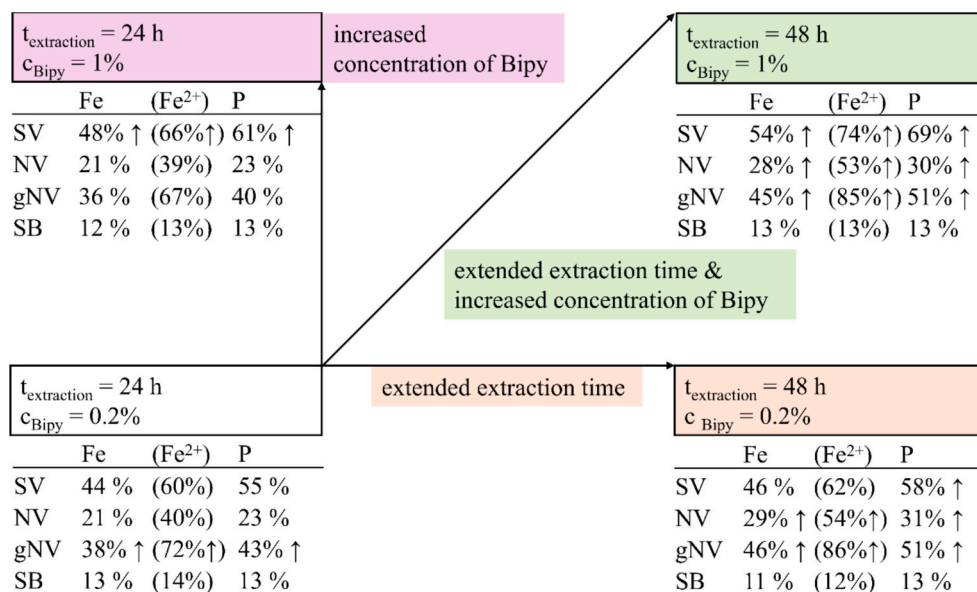 t_extraction = 24 h
c_Bipy = 1%
Fe (Fe²⁺) P
SV 48% ↑ (66%↑) 61% ↑
NV 21 % (39%) 23 %
gNV 36 % (67%) 40 %
SB 12 % (13%) 13 %
increased
concentration of Bipy
t_extraction = 48 h
c_Bipy = 1%
Fe (Fe²⁺) P
SV 54% ↑ (74%↑) 69% ↑
NV 28% ↑ (53%↑) 30% ↑
gNV 45% ↑ (85%↑) 51% ↑
SB 13 % (13%) 13 %
extended extraction time &
increased concentration of Bipy
t_extraction = 24 h
c_Bipy = 0.2%
Fe (Fe²⁺) P
SV 44 % (60%) 55 %
NV 21 % (40%) 23 %
gNV 38% ↑ (72%↑) 43% ↑
SB 13 % (14%) 13 %
extended extraction time
t_extraction = 48 h
c_Bipy = 0.2%
Fe (Fe²⁺) P
SV 46 % (62%) 58% ↑
NV 29% ↑ (54%↑) 31% ↑
gNV 46% ↑ (86%↑) 51% ↑
SB 11 % (12%) 13 %